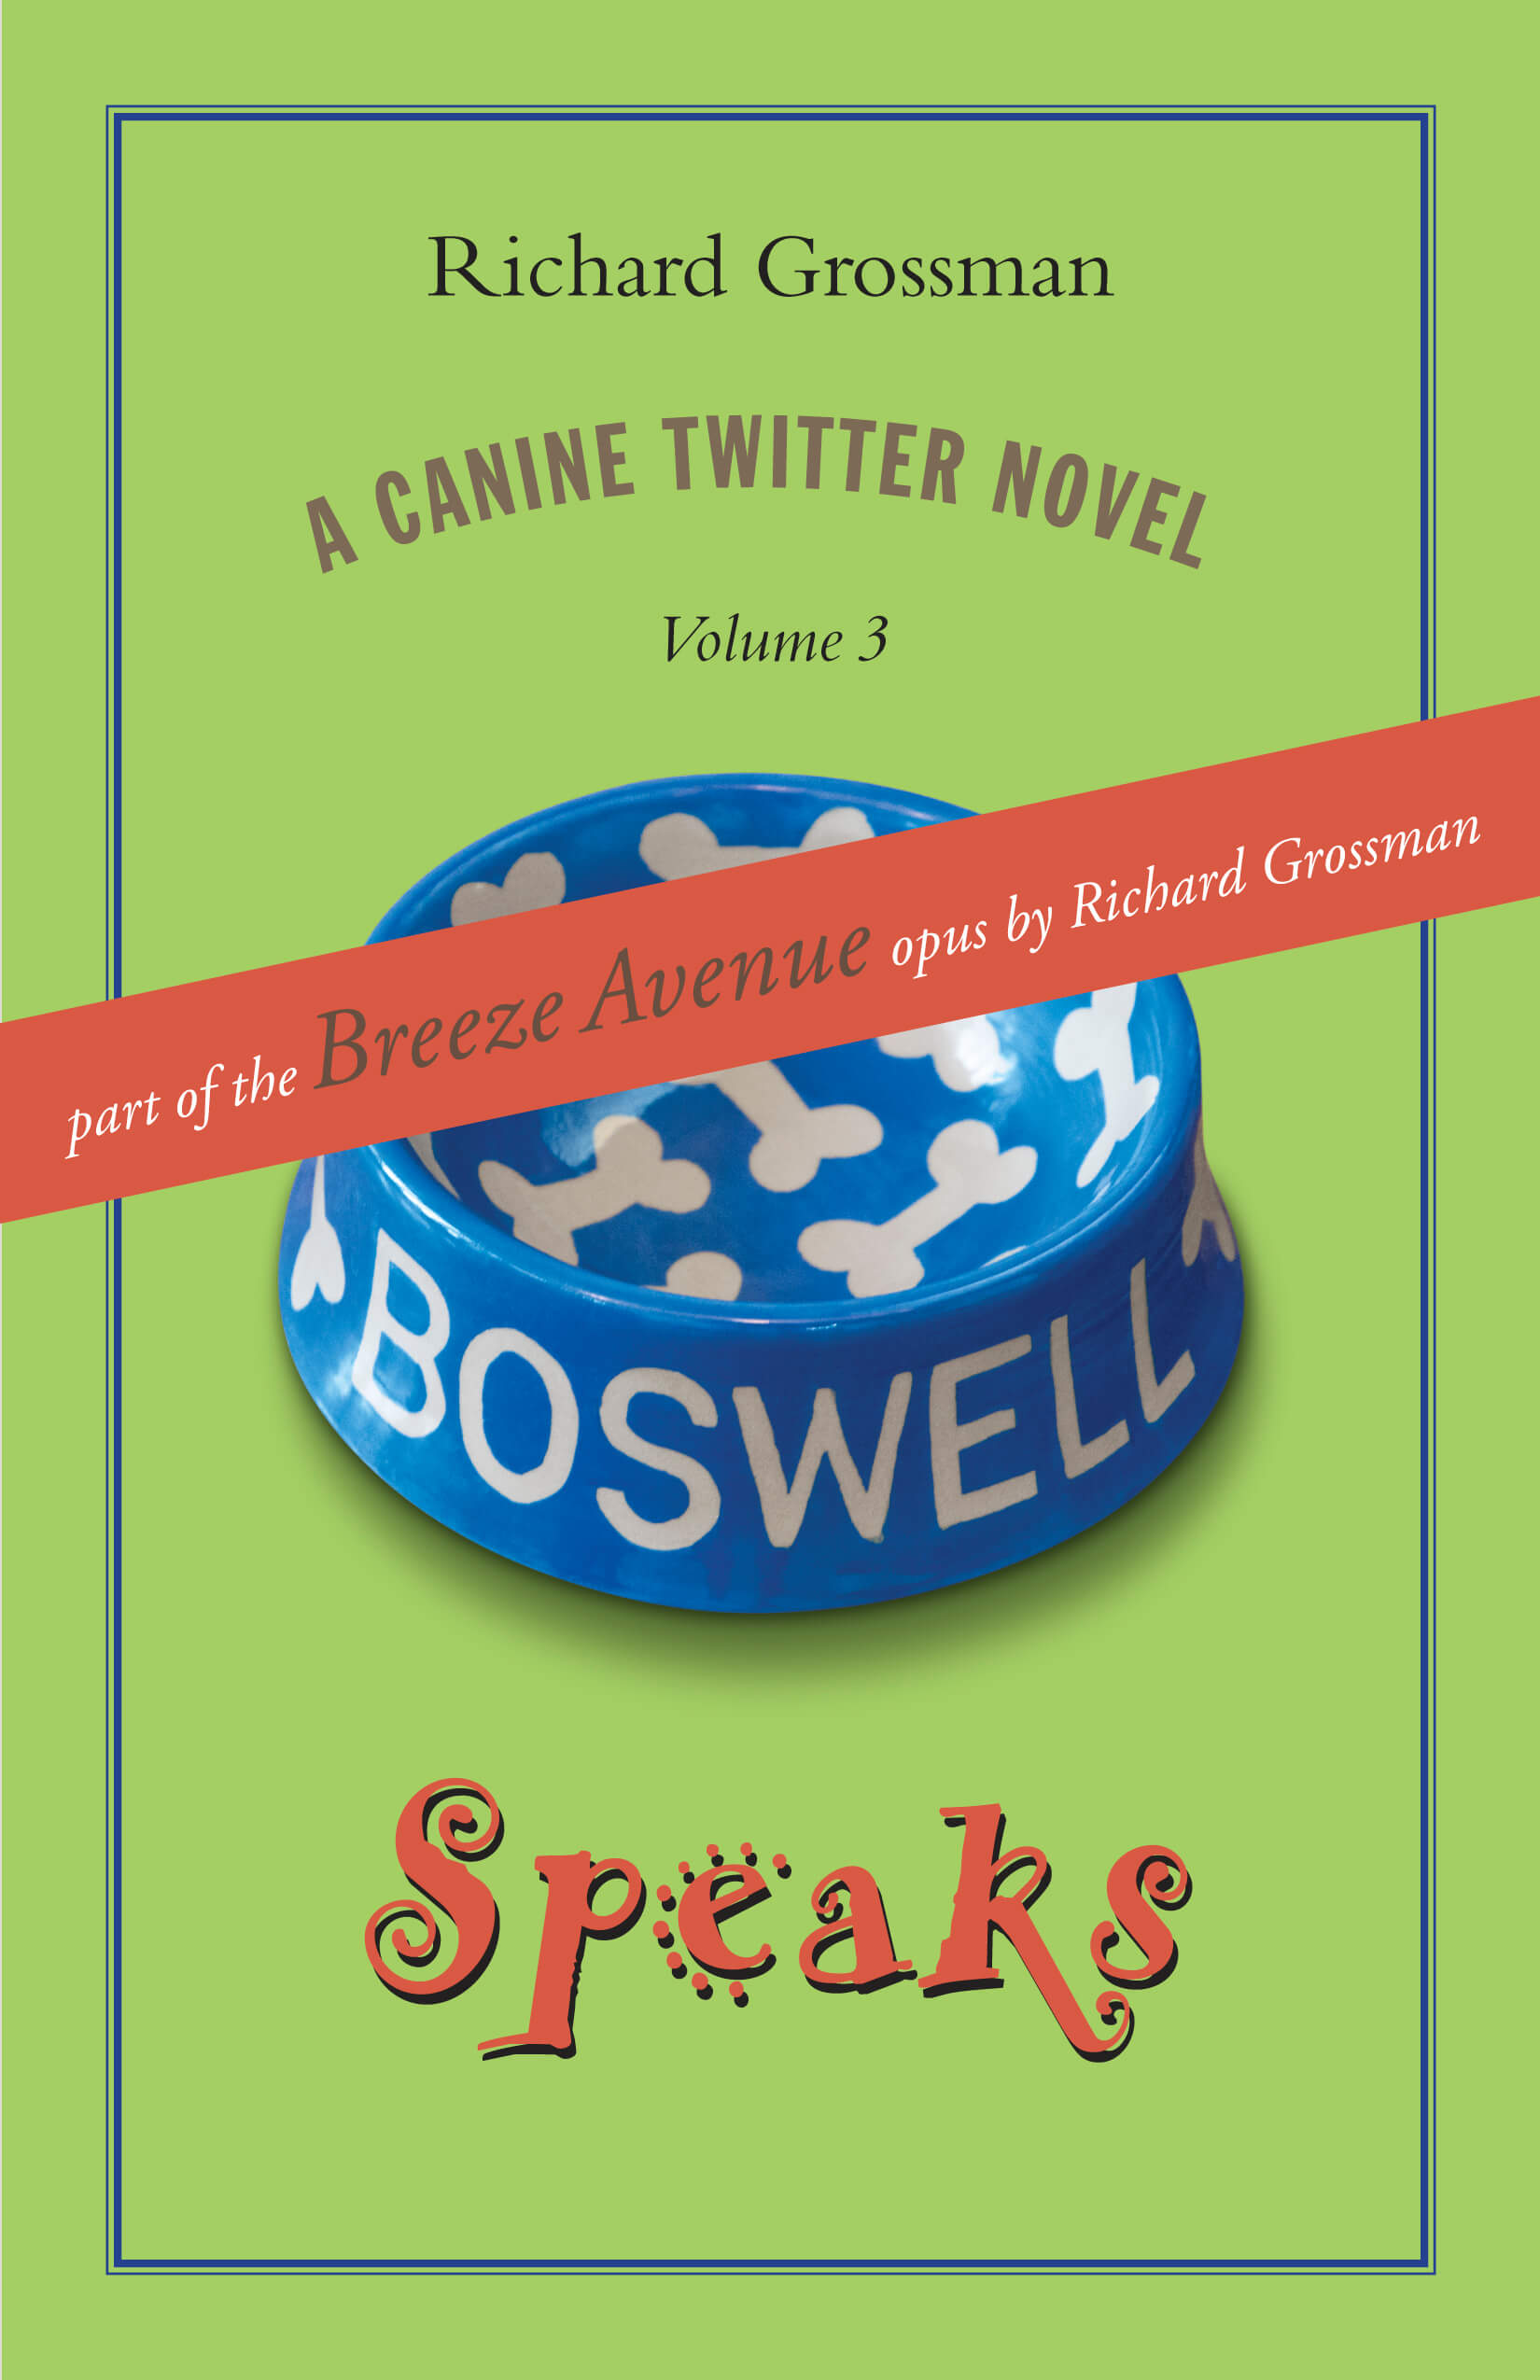 Richard Grossman
A CANINE TWITTER NOVEL
Volume 3
part of the Breeze Avenue opus by Richard Grossman
BOSWELL
Speaks